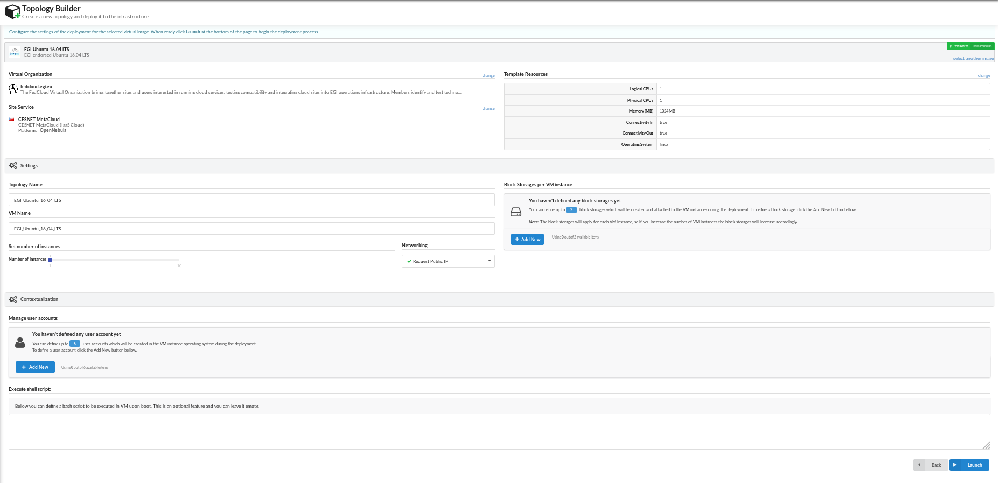 Topology Builder
Create a new topology and deploy it to the infrastructure
Configure the settings of the deployment for the selected virtual image. When ready click Launch at the bottom of the page to begin the deployment process
EGI
EGI Ubuntu 16.04 LTS
EGI endorsed Ubuntu 16.04 LTS
2019.01.21 latest version
select another image
Virtual Organization
change
fedcloud.egi.eu
The FedCloud Virtual Organization brings together sites and users interested in running cloud services, testing compatibility and integrating cloud sites into EGI operations infrastructure. Members identify and test techno...
Site Service
change
CESNET-MetaCloud
CESNET MetaCloud (IaaS Cloud)
Platform: OpenNebula
Template Resources
change
Logical CPUs 1
Physical CPUs 1
Memory (MB) 1024 MB
Connectivity In true
Connectivity Out true
Operating System linux
Settings
Topology Name
EGI_Ubuntu_16_04_LTS
VM Name
EGI_Ubuntu_16_04_LTS
Set number of instances
Number of instances
1
1
10
Networking
Request Public IP
Block Storages per VM instance
You haven't defined any block storages yet
You can define up to 2 block storages which will be created and attached to the VM instances during the deployment. To define a block storage click the Add New button bellow.
Note: The block storages will apply for each VM instance, so if you increase the number of VM instances the block storages will increase accordingly.
Add New
Using 0 out of 2 available items
Contextualization
Manage user accounts:
You haven't defined any user account yet
You can define up to 6 user accounts which will be created in the VM instance operating system during the deployment.
To define a user account click the Add New button bellow.
Add New
Using 0 out of 6 available items
Execute shell script:
Bellow you can define a bash script to be executed in VM upon boot. This is an optional feature and you can leave it empty.
Back
Launch